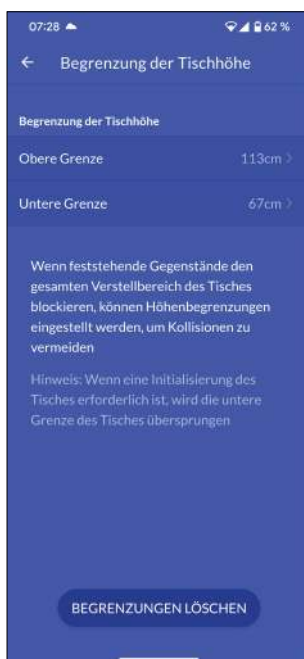 07:28 62 %
← Begrenzung der Tischhöhe
Begrenzung der Tischhöhe
Obere Grenze 113cm >
Untere Grenze 67cm >
Wenn feststehende Gegenstände den
gesamten Verstellbereich des Tisches
blockieren, können Höhenbegrenzungen
eingestellt werden, um Kollisionen zu
vermeiden
Hinweis: Wenn eine Initialisierung des
Tisches erforderlich ist, wird die untere
Grenze des Tisches übersprungen
BEGRENZUNGEN LÖSCHEN